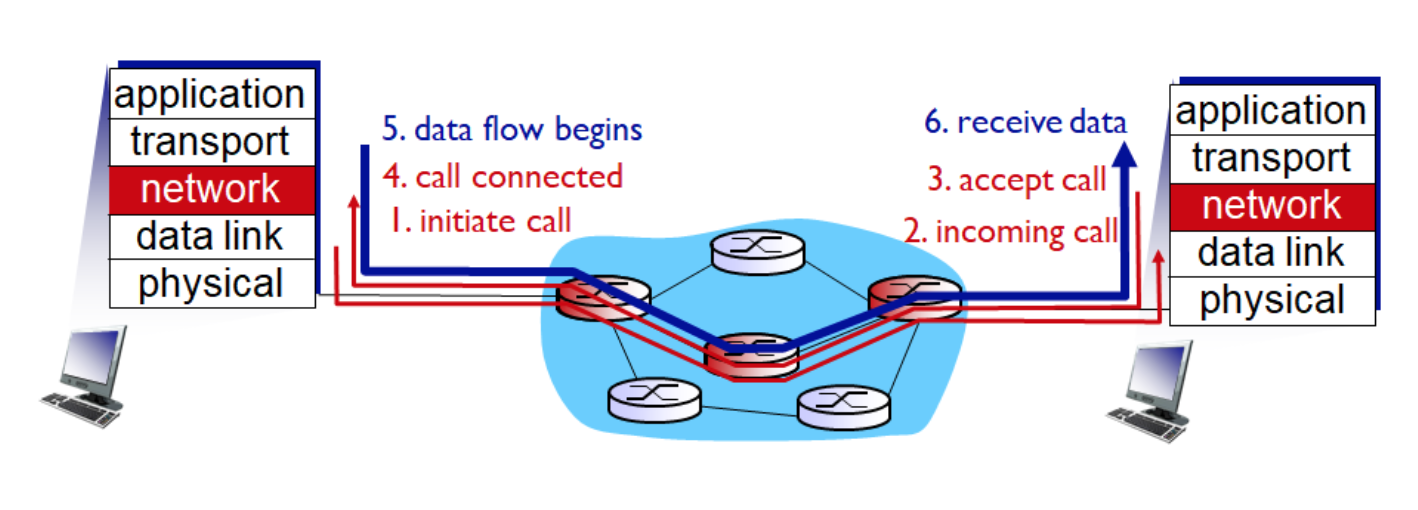 application
transport
network
data link
physical
5. data flow begins
4. call connected
1. initiate call
6. receive data
3. accept call
2. incoming call
application
transport
network
data link
physical